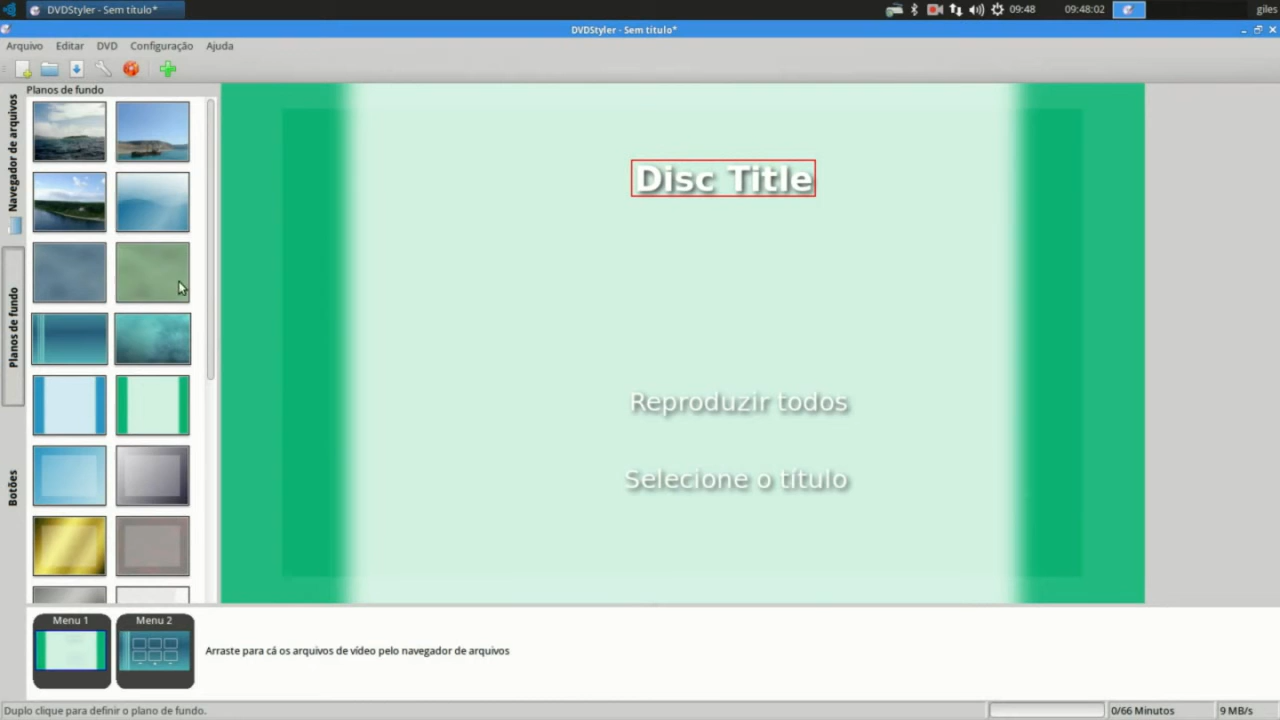 DVDStyler - Sem título*
09:48
09:48:02
giles
DVDStyler - Sem título*
Arquivo Editar DVD Configuração Ajuda
Planos de fundo
Navegador de arquivos
Planos de fundo
Botões
Disc Title
Reproduzir todos
Selecione o título
Menu 1
Menu 2
Arraste para cá os arquivos de vídeo pelo navegador de arquivos
Duplo clique para definir o plano de fundo.
0/66 Minutos
9 MB/s